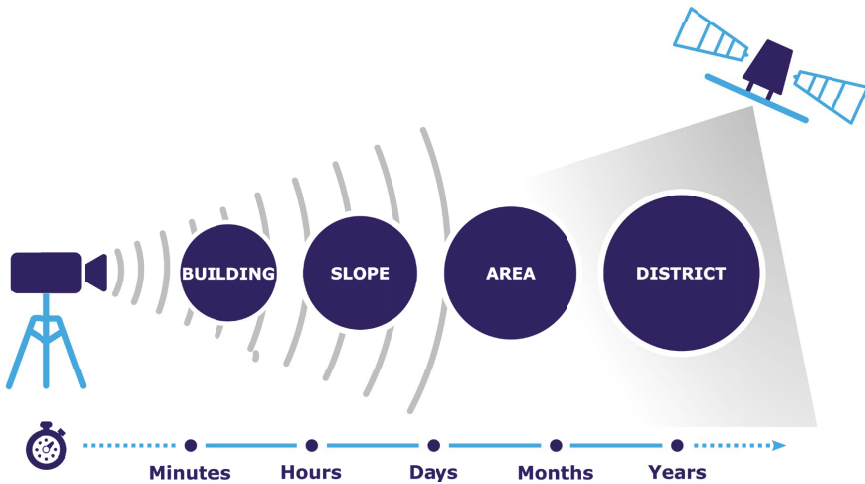 BUILDING
SLOPE
AREA
DISTRICT
Minutes
Hours
Days
Months
Years